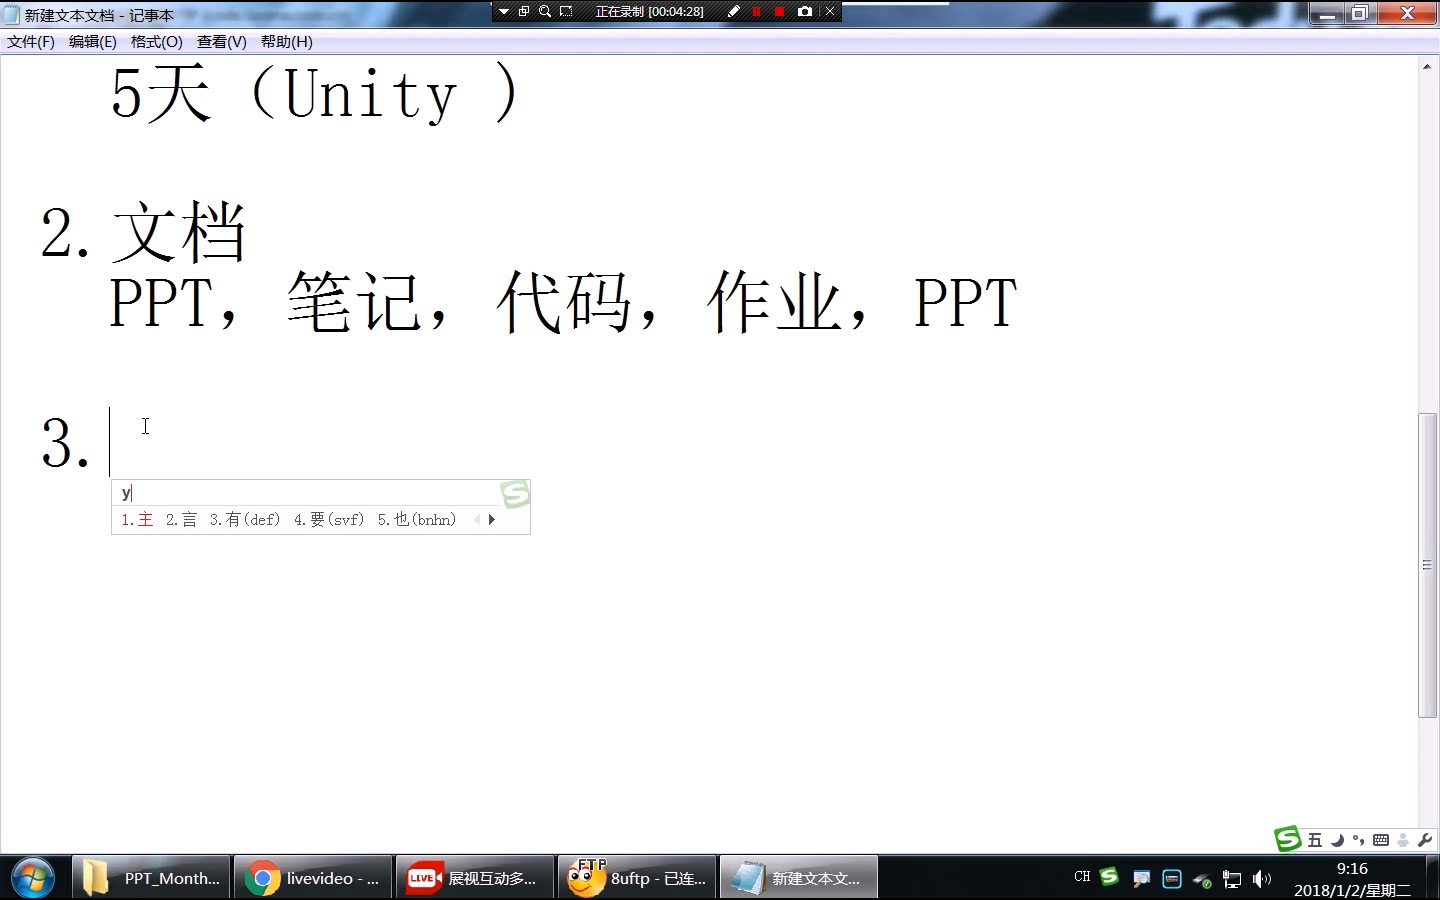 新建文本文档 - 记事本
正在录制 [00:04:28]
文件(F) 编辑(E) 格式(O) 查看(V) 帮助(H)
5天（Unity ）
2. 文档
PPT，笔记，代码，作业，PPT
3.
y
1.主 2.言 3.有(def) 4.要(svf) 5.也(bnhn)
五
PPT_Month... livevideo - ... LIVE 展视互动多... FTP 8uftp - 已连... 新建文本文... CH 9:16
2018/1/2/星期二